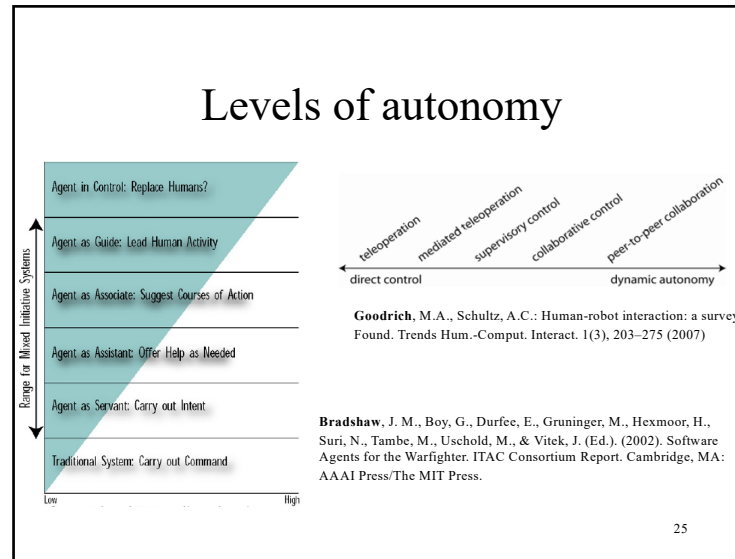 Levels of autonomy
Agent in Control: Replace Humans?
Agent as Guide: Lead Human Activity
Agent as Associate: Suggest Courses of Action
Agent as Assistant: Offer Help as Needed
Agent as Servant: Carry out Intent
Traditional System: Carry out Command
Range for Mixed Initiative Systems
Low
High
teleoperation
mediated teleoperation
supervisory control
collaborative control
peer-to-peer collaboration
direct control
dynamic autonomy
Goodrich, M.A., Schultz, A.C.: Human-robot interaction: a survey
Found. Trends Hum.-Comput. Interact. 1(3), 203–275 (2007)
Bradshaw, J. M., Boy, G., Durfee, E., Gruninger, M., Hexmoor, H.,
Suri, N., Tambe, M., Uschold, M., & Vitek, J. (Ed.). (2002). Software
Agents for the Warfighter. ITAC Consortium Report. Cambridge, MA:
AAAI Press/The MIT Press.
25